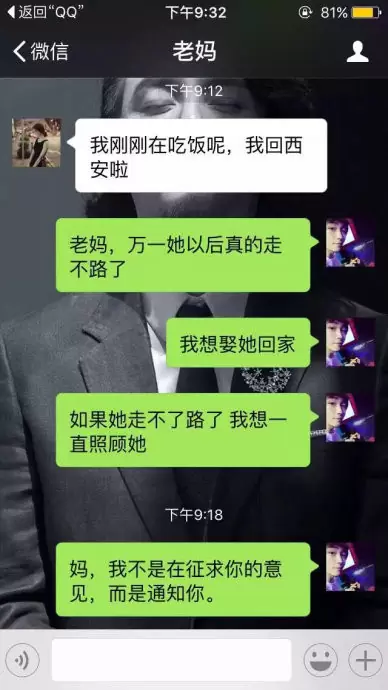 返回“QQ”
下午9:32
81%
微信
老妈
下午9:12
我刚刚在吃饭呢，我回西
安啦
老妈，万一她以后真的走
不路了
我想娶她回家
如果她走不了路了 我想一
直照顾她
下午9:18
妈，我不是在征求你的意
见，而是通知你。